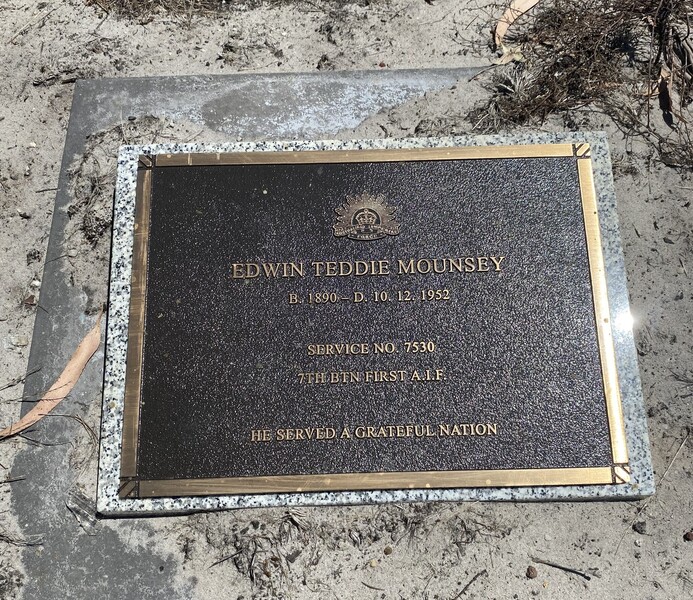 EDWIN TEDDIE MOUNSEY
B. 1890 – D. 10. 12. 1952
SERVICE NO. 7530
7TH BTN FIRST A.I.F.
HE SERVED A GRATEFUL NATION